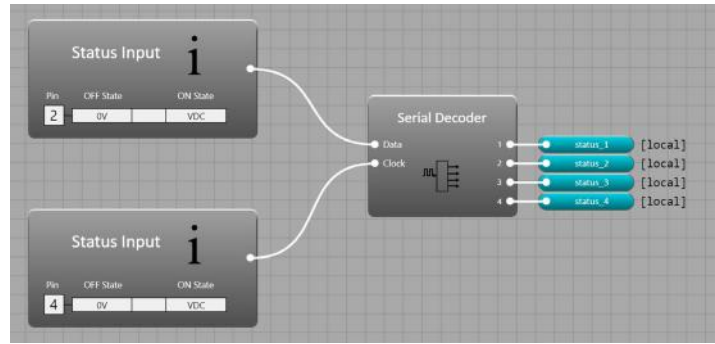 Status Input i
Pin OFF State ON State
2 0V VDC
Serial Decoder
Data 1 status_1 [local]
Clock 2 status_2 [local]
3 status_3 [local]
4 status_4 [local]
Status Input i
Pin OFF State ON State
4 0V VDC